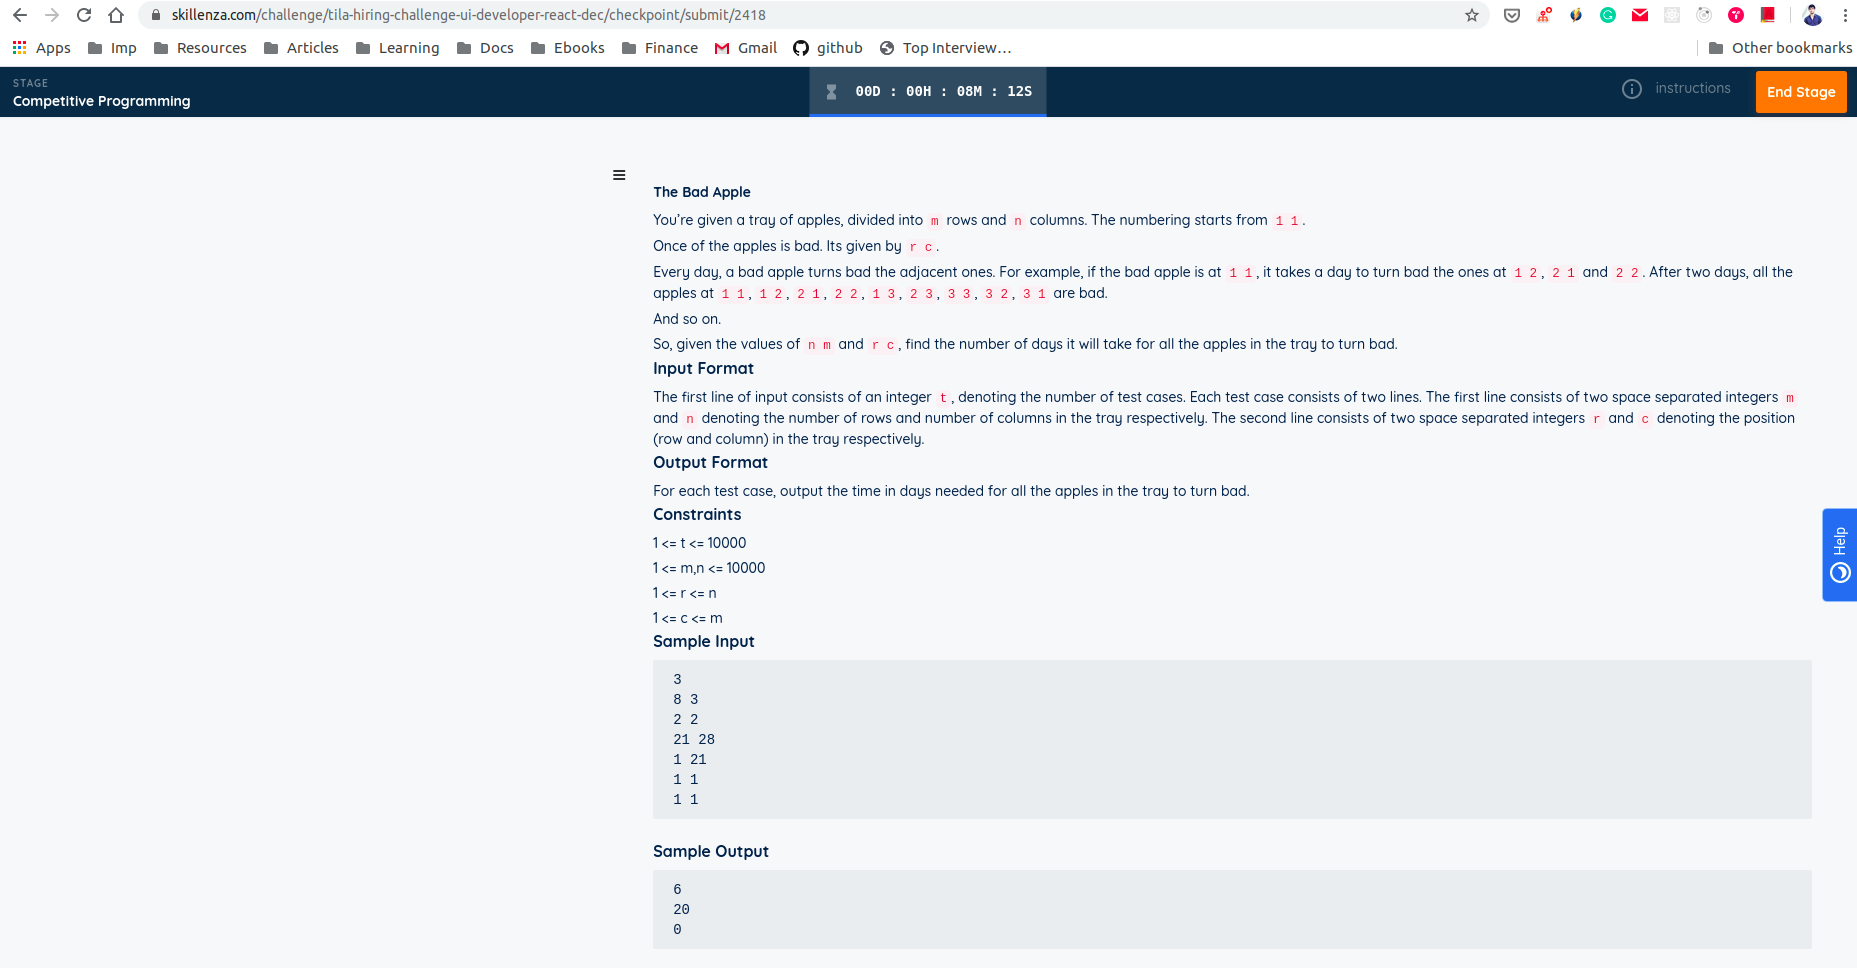 skillenza.com/challenge/tila-hiring-challenge-ui-developer-react-dec/checkpoint/submit/2418
Apps Imp Resources Articles Learning Docs Ebooks Finance Gmail github Top Interview… Other bookmarks
STAGE
Competitive Programming
00D : 00H : 08M : 12S
instructions
End Stage
The Bad Apple
You’re given a tray of apples, divided into m rows and n columns. The numbering starts from 1 1.
Once of the apples is bad. Its given by r c.
Every day, a bad apple turns bad the adjacent ones. For example, if the bad apple is at 1 1, it takes a day to turn bad the ones at 1 2, 2 1 and 2 2. After two days, all the
apples at 1 1, 1 2, 2 1, 2 2, 1 3, 2 3, 3 3, 3 2, 3 1 are bad.
And so on.
So, given the values of n m and r c, find the number of days it will take for all the apples in the tray to turn bad.
Input Format
The first line of input consists of an integer t, denoting the number of test cases. Each test case consists of two lines. The first line consists of two space separated integers m
and n denoting the number of rows and number of columns in the tray respectively. The second line consists of two space separated integers r and c denoting the position
(row and column) in the tray respectively.
Output Format
For each test case, output the time in days needed for all the apples in the tray to turn bad.
Constraints
1 <= t <= 10000
1 <= m,n <= 10000
1 <= r <= n
1 <= c <= m
Help
Sample Input
3
8 3
2 2
21 28
1 21
1 1
1 1
Sample Output
6
20
0